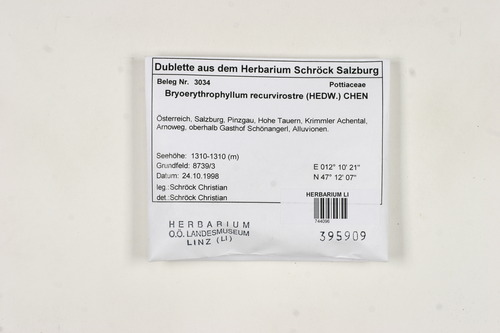 Dublette aus dem Herbarium Schröck Salzburg
Beleg Nr. 3034 Pottiaceae
Bryoerythrophyllum recurvirostre (HEDW.) CHEN
Österreich, Salzburg, Pinzgau, Hohe Tauern, Krimmler Achental,
Arnoweg, oberhalb Gasthof Schönangerl, Alluvionen.
Seehöhe: 1310-1310 (m)
Grundfeld: 8739/3 E 012° 10' 21"
Datum: 24.10.1998 N 47° 12' 07"
leg.:Schröck Christian
det.:Schröck Christian
HERBARIUM LI
744096
HERBARIUM
O.Ö. LANDESMUSEUM
LINZ (LI)
395909